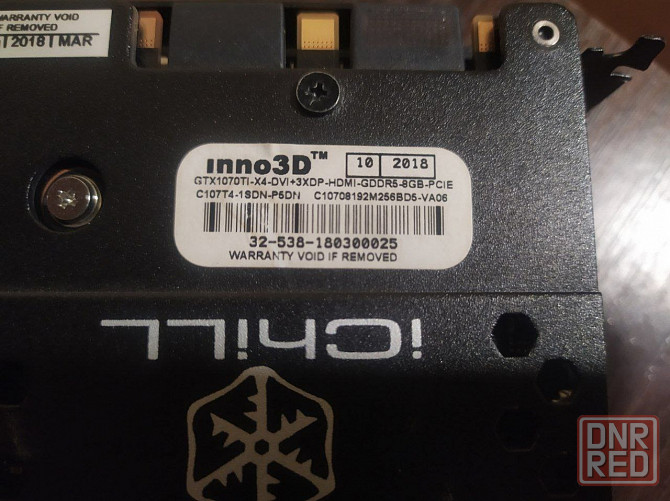 WARRANTY VOID
IF REMOVED
| 2018 | MAR
inno3D™ 10 2018
GTX1070TI-X4-DVI+3XDP-HDMI-GDDR5-8GB-PCIE
C107T4-1SDN-P5DN C10708192M256BD5-VA06
32-538-180300025
WARRANTY VOID IF REMOVED
iCHiLL
DNR
RED